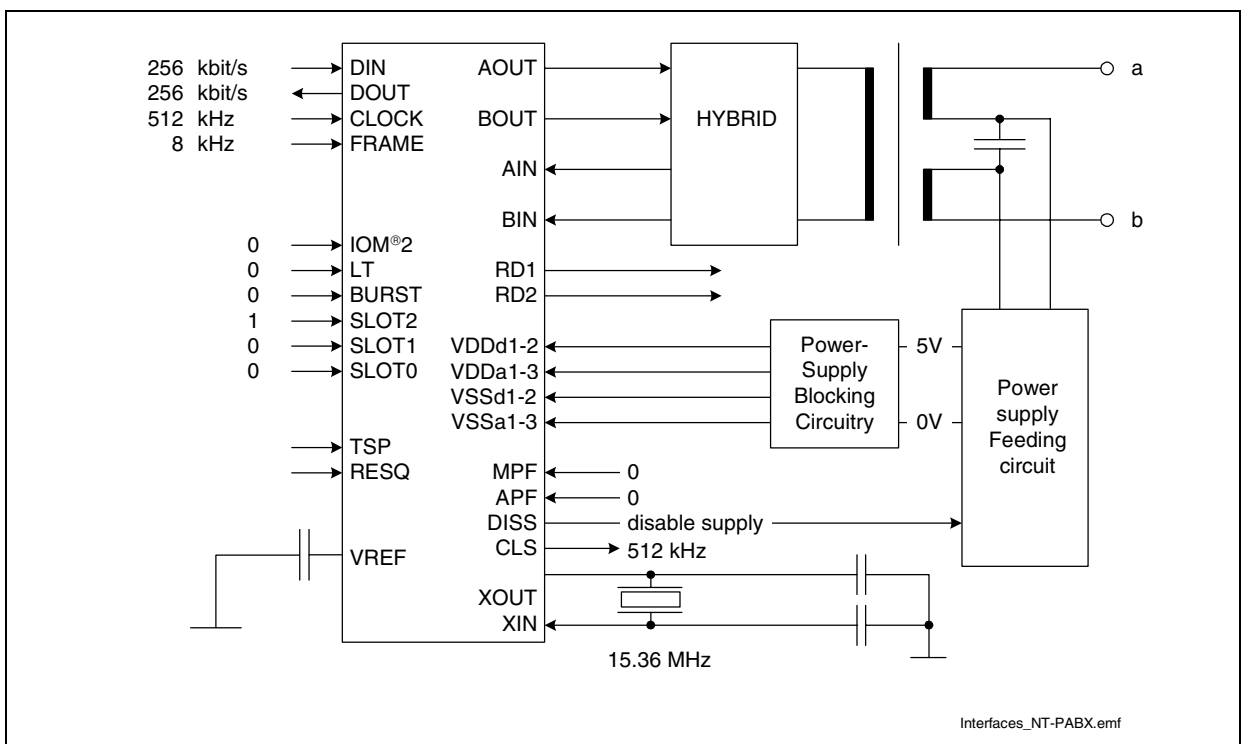 256 kbit/s DIN AOUT a
256 kbit/s DOUT
512 kHz CLOCK BOUT HYBRID
8 kHz FRAME
AIN
BIN b
0 IOM®2
0 LT RD1
0 BURST RD2
1 SLOT2
0 SLOT1 VDDd1-2 Power- 5V
0 SLOT0 VDDa1-3 Supply Power
VSSd1-2 Blocking supply
VSSa1-3 Circuitry 0V Feeding
TSP circuit
RESQ MPF 0
APF 0
DISS disable supply
CLS 512 kHz
VREF
XOUT
XIN
15.36 MHz
Interfaces_NT-PABX.emf